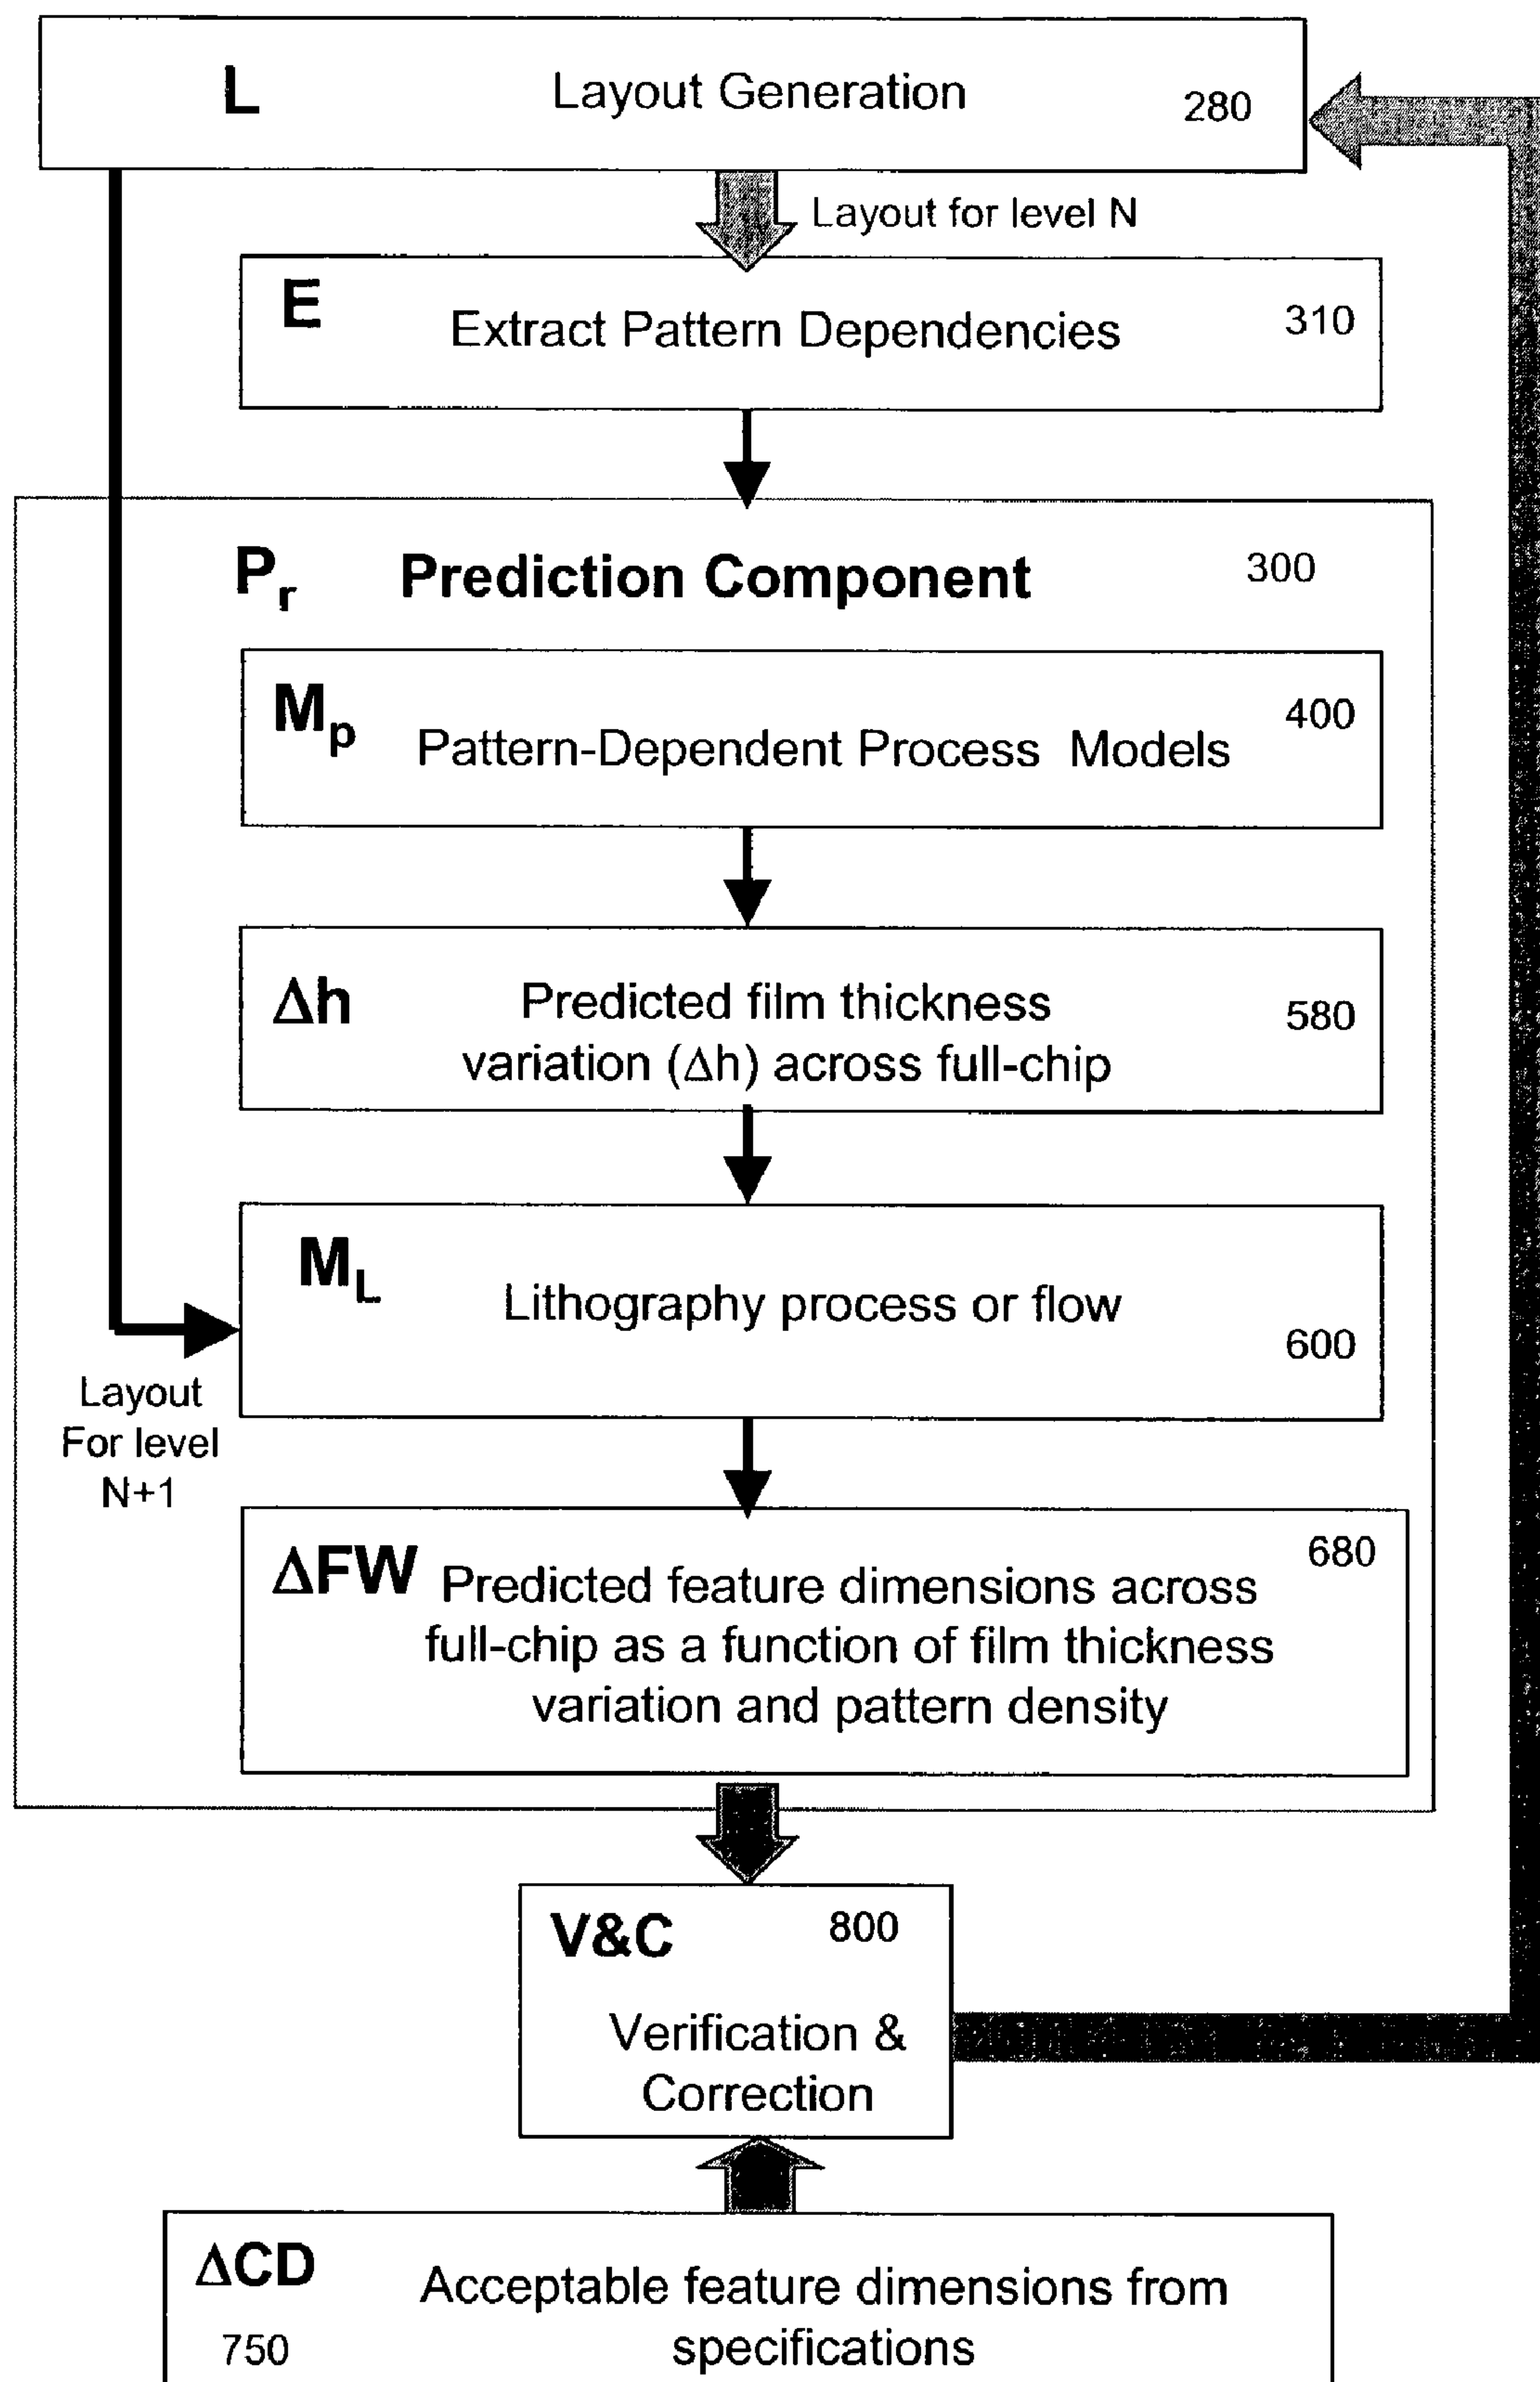 L Layout Generation 280
Layout for level N
E Extract Pattern Dependencies 310
Pr Prediction Component 300
Mp Pattern-Dependent Process Models 400
Δh Predicted film thickness 580
variation (Δh) across full-chip
ML Lithography process or flow 600
Layout
For level
N+1
ΔFW Predicted feature dimensions across 680
full-chip as a function of film thickness
variation and pattern density
V&C 800
Verification &
Correction
ΔCD Acceptable feature dimensions from
750 specifications